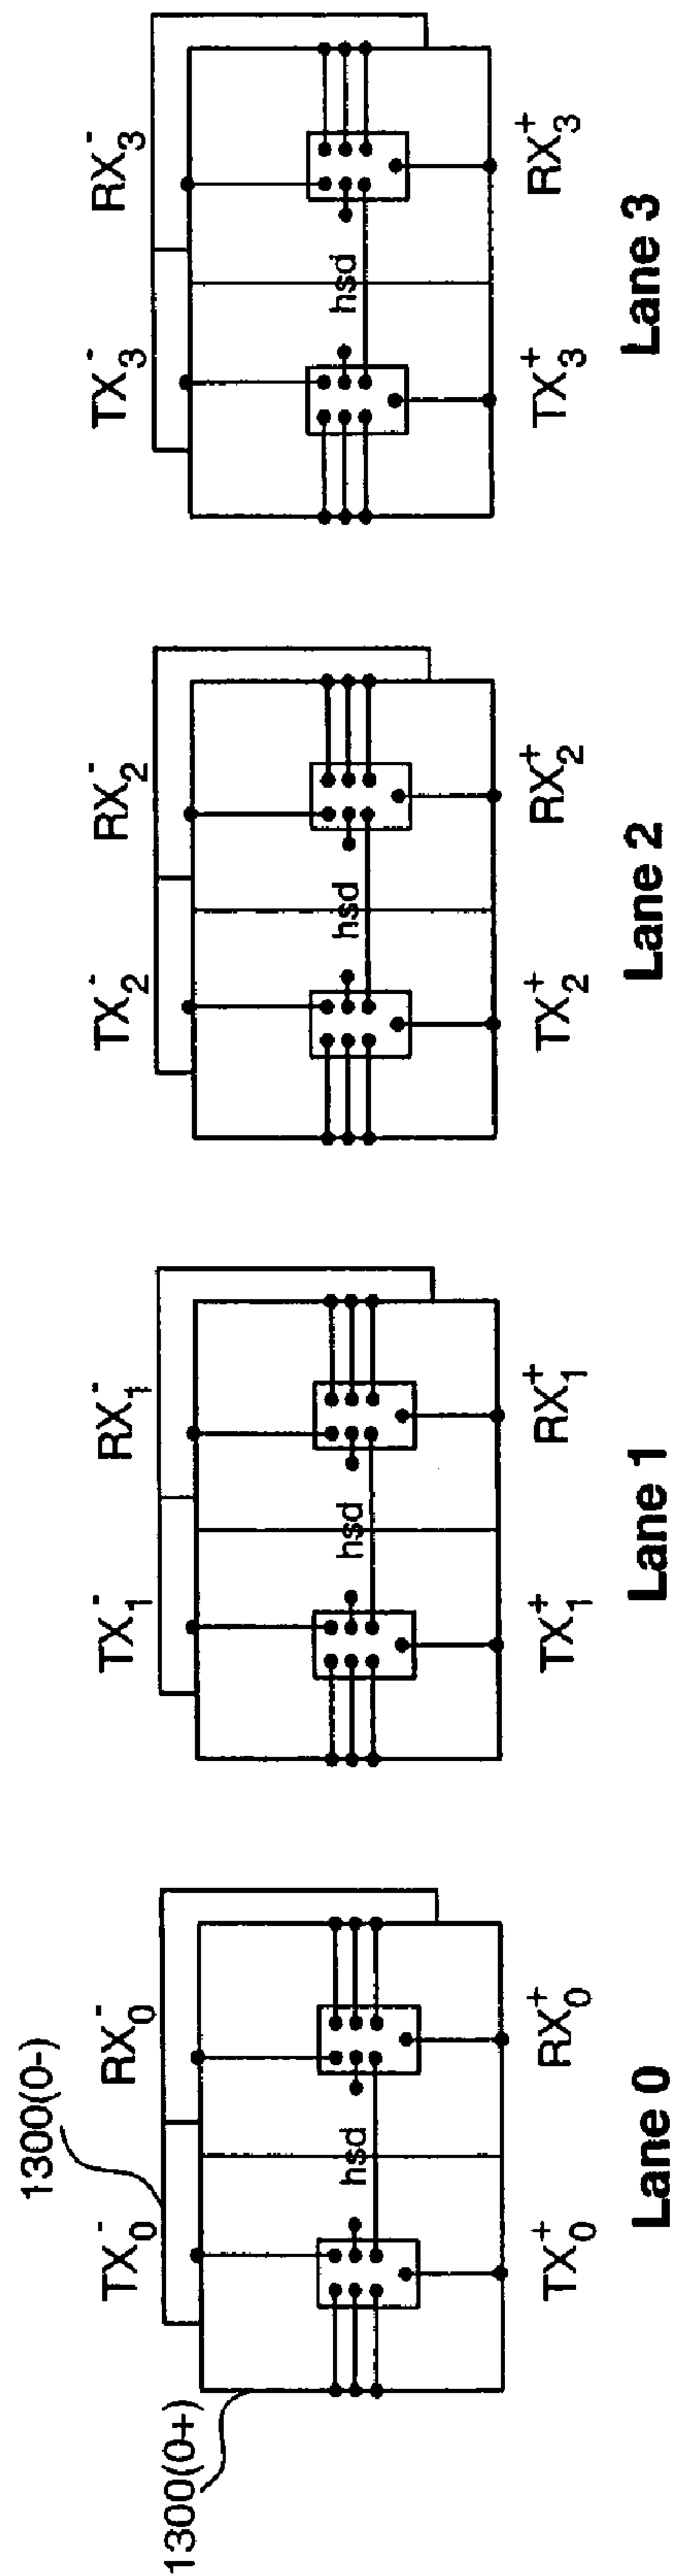 1300(0-)
1300(0+)
TX₀⁻ RX₀⁻ TX₁⁻ RX₁⁻ TX₂⁻ RX₂⁻ TX₃⁻ RX₃⁻
hsd hsd hsd hsd
TX₀⁺ RX₀⁺ TX₁⁺ RX₁⁺ TX₂⁺ RX₂⁺ TX₃⁺ RX₃⁺
Lane 0 Lane 1 Lane 2 Lane 3